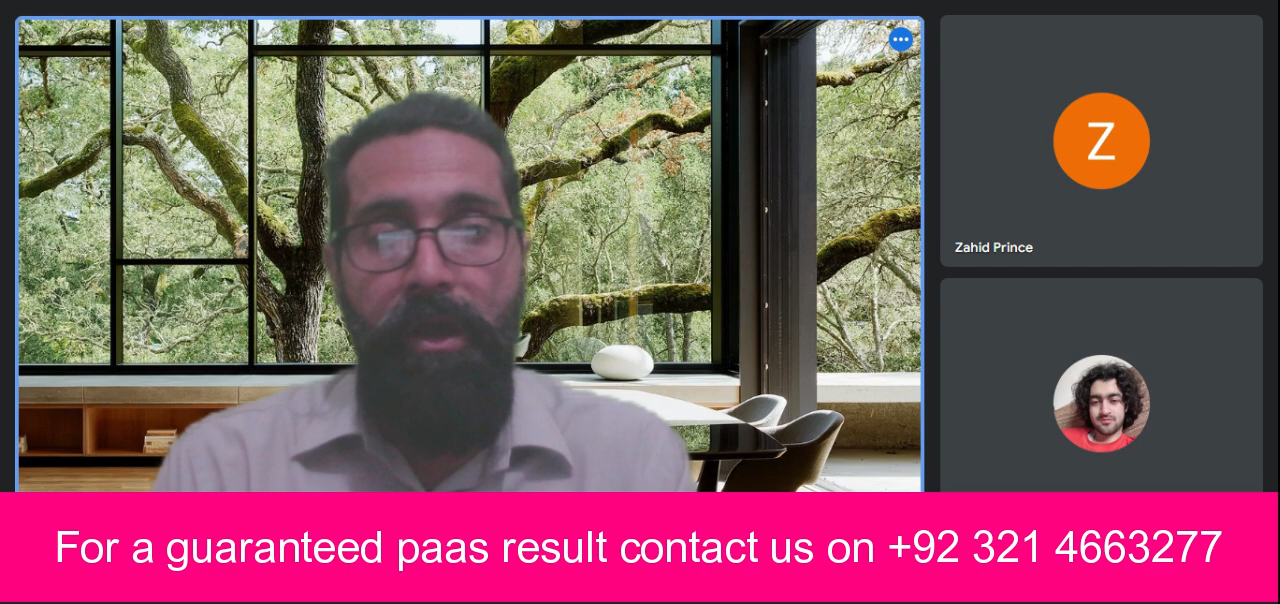 Z
Zahid Prince
For a guaranteed paas result contact us on +92 321 4663277